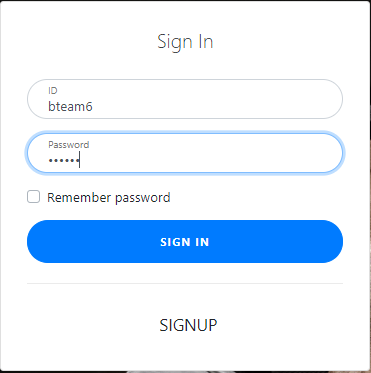 Sign In
ID
bteam6
Password
••••••
Remember password
SIGN IN
SIGNUP